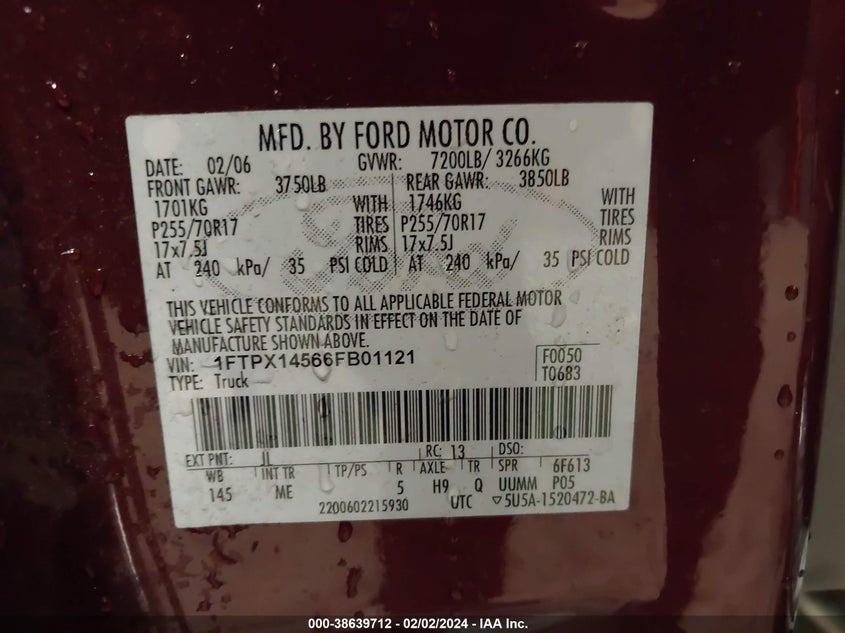 MFD. BY FORD MOTOR CO.
DATE: 02/06 GVWR: 7200LB/ 3266KG
FRONT GAWR: 3750LB REAR GAWR: 3850LB
1701KG WITH 1746KG WITH
P255/70R17 TIRES P255/70R17 TIRES
17x7.5J RIMS 17x7.5J RIMS
AT 240 kPa/ 35 PSI COLD AT 240 kPa/ 35 PSI COLD
THIS VEHICLE CONFORMS TO ALL APPLICABLE FEDERAL MOTOR
VEHICLE SAFETY STANDARDS IN EFFECT ON THE DATE OF
MANUFACTURE SHOWN ABOVE.
VIN: 1FTPX14566FB01121 F0050
TYPE: Truck T0683
EXT PNT: JL RC: 13 DSO:
WB INT TR TP/PS R AXLE TR SPR 6F613
145 ME 5 H9 Q UUMM P05
2200602215930 UTC ▽5U5A-1520472-BA
Ford
000-38639712 - 02/02/2024 - IAA Inc.